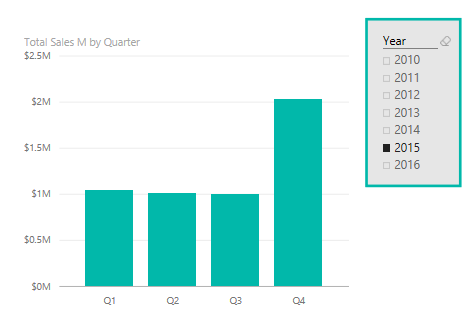 Total Sales M by Quarter
$2.5M
$2M
$1.5M
$1M
$0.5M
$0M
Q1 Q2 Q3 Q4
Year
2010
2011
2012
2013
2014
2015
2016